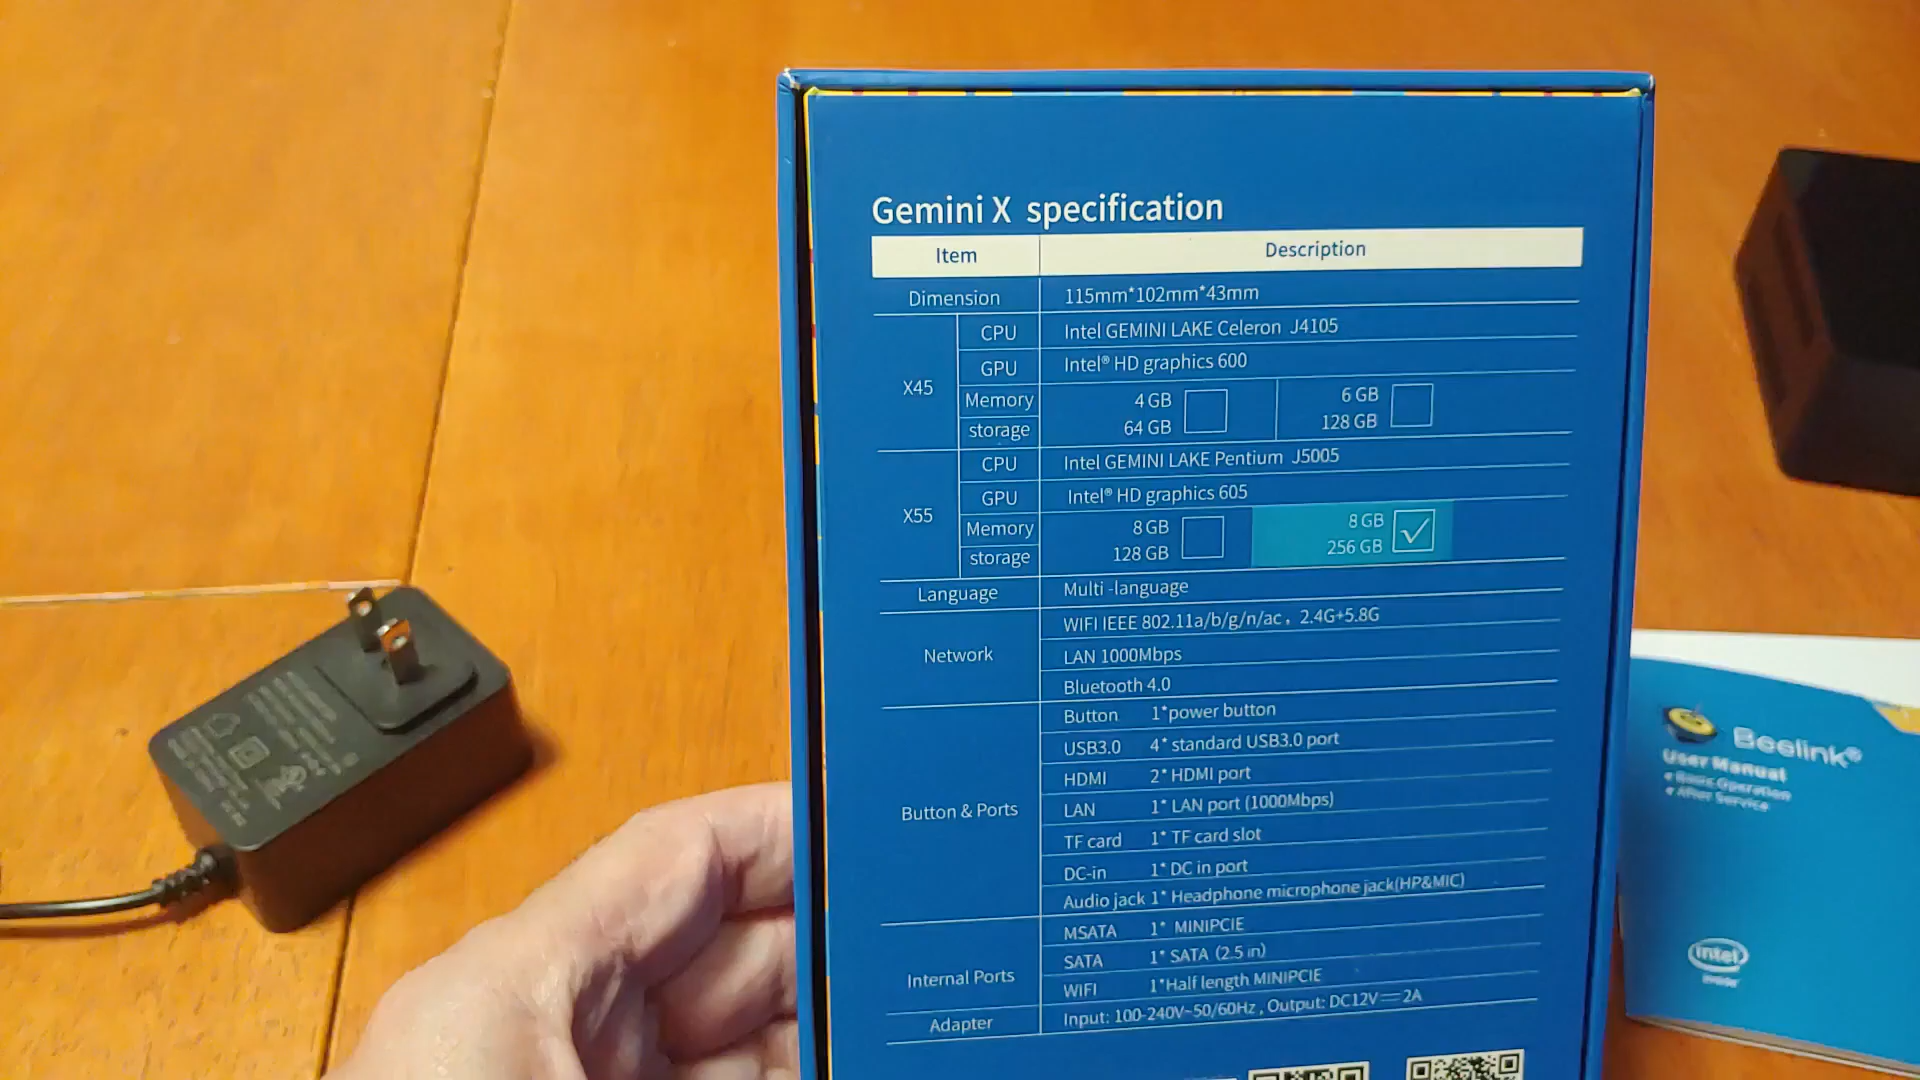 Gemini X specification
Item Description
Dimension 115mm*102mm*43mm
X45
CPU Intel GEMINI LAKE Celeron J4105
GPU Intel® HD graphics 600
Memory 4 GB 6 GB
storage 64 GB 128 GB
X55
CPU Intel GEMINI LAKE Pentium J5005
GPU Intel® HD graphics 605
Memory 8 GB 8 GB
storage 128 GB 256 GB
Language Multi -language
Network
WIFI IEEE 802.11a/b/g/n/ac, 2.4G+5.8G
LAN 1000Mbps
Bluetooth 4.0
Button & Ports
Button 1*power button
USB3.0 4* standard USB3.0 port
HDMI 2* HDMI port
LAN 1* LAN port (1000Mbps)
TF card 1* TF card slot
DC-in 1* DC in port
Audio jack 1* Headphone microphone jack(HP&MIC)
Internal Ports
MSATA 1* MINIPCIE
SATA 1* SATA (2.5 in)
WIFI 1*Half length MINIPCIE
Adapter Input: 100-240V~50/60Hz , Output: DC12V⎓2A
Beelink®
User Manual
Basic Operation
After Service
intel